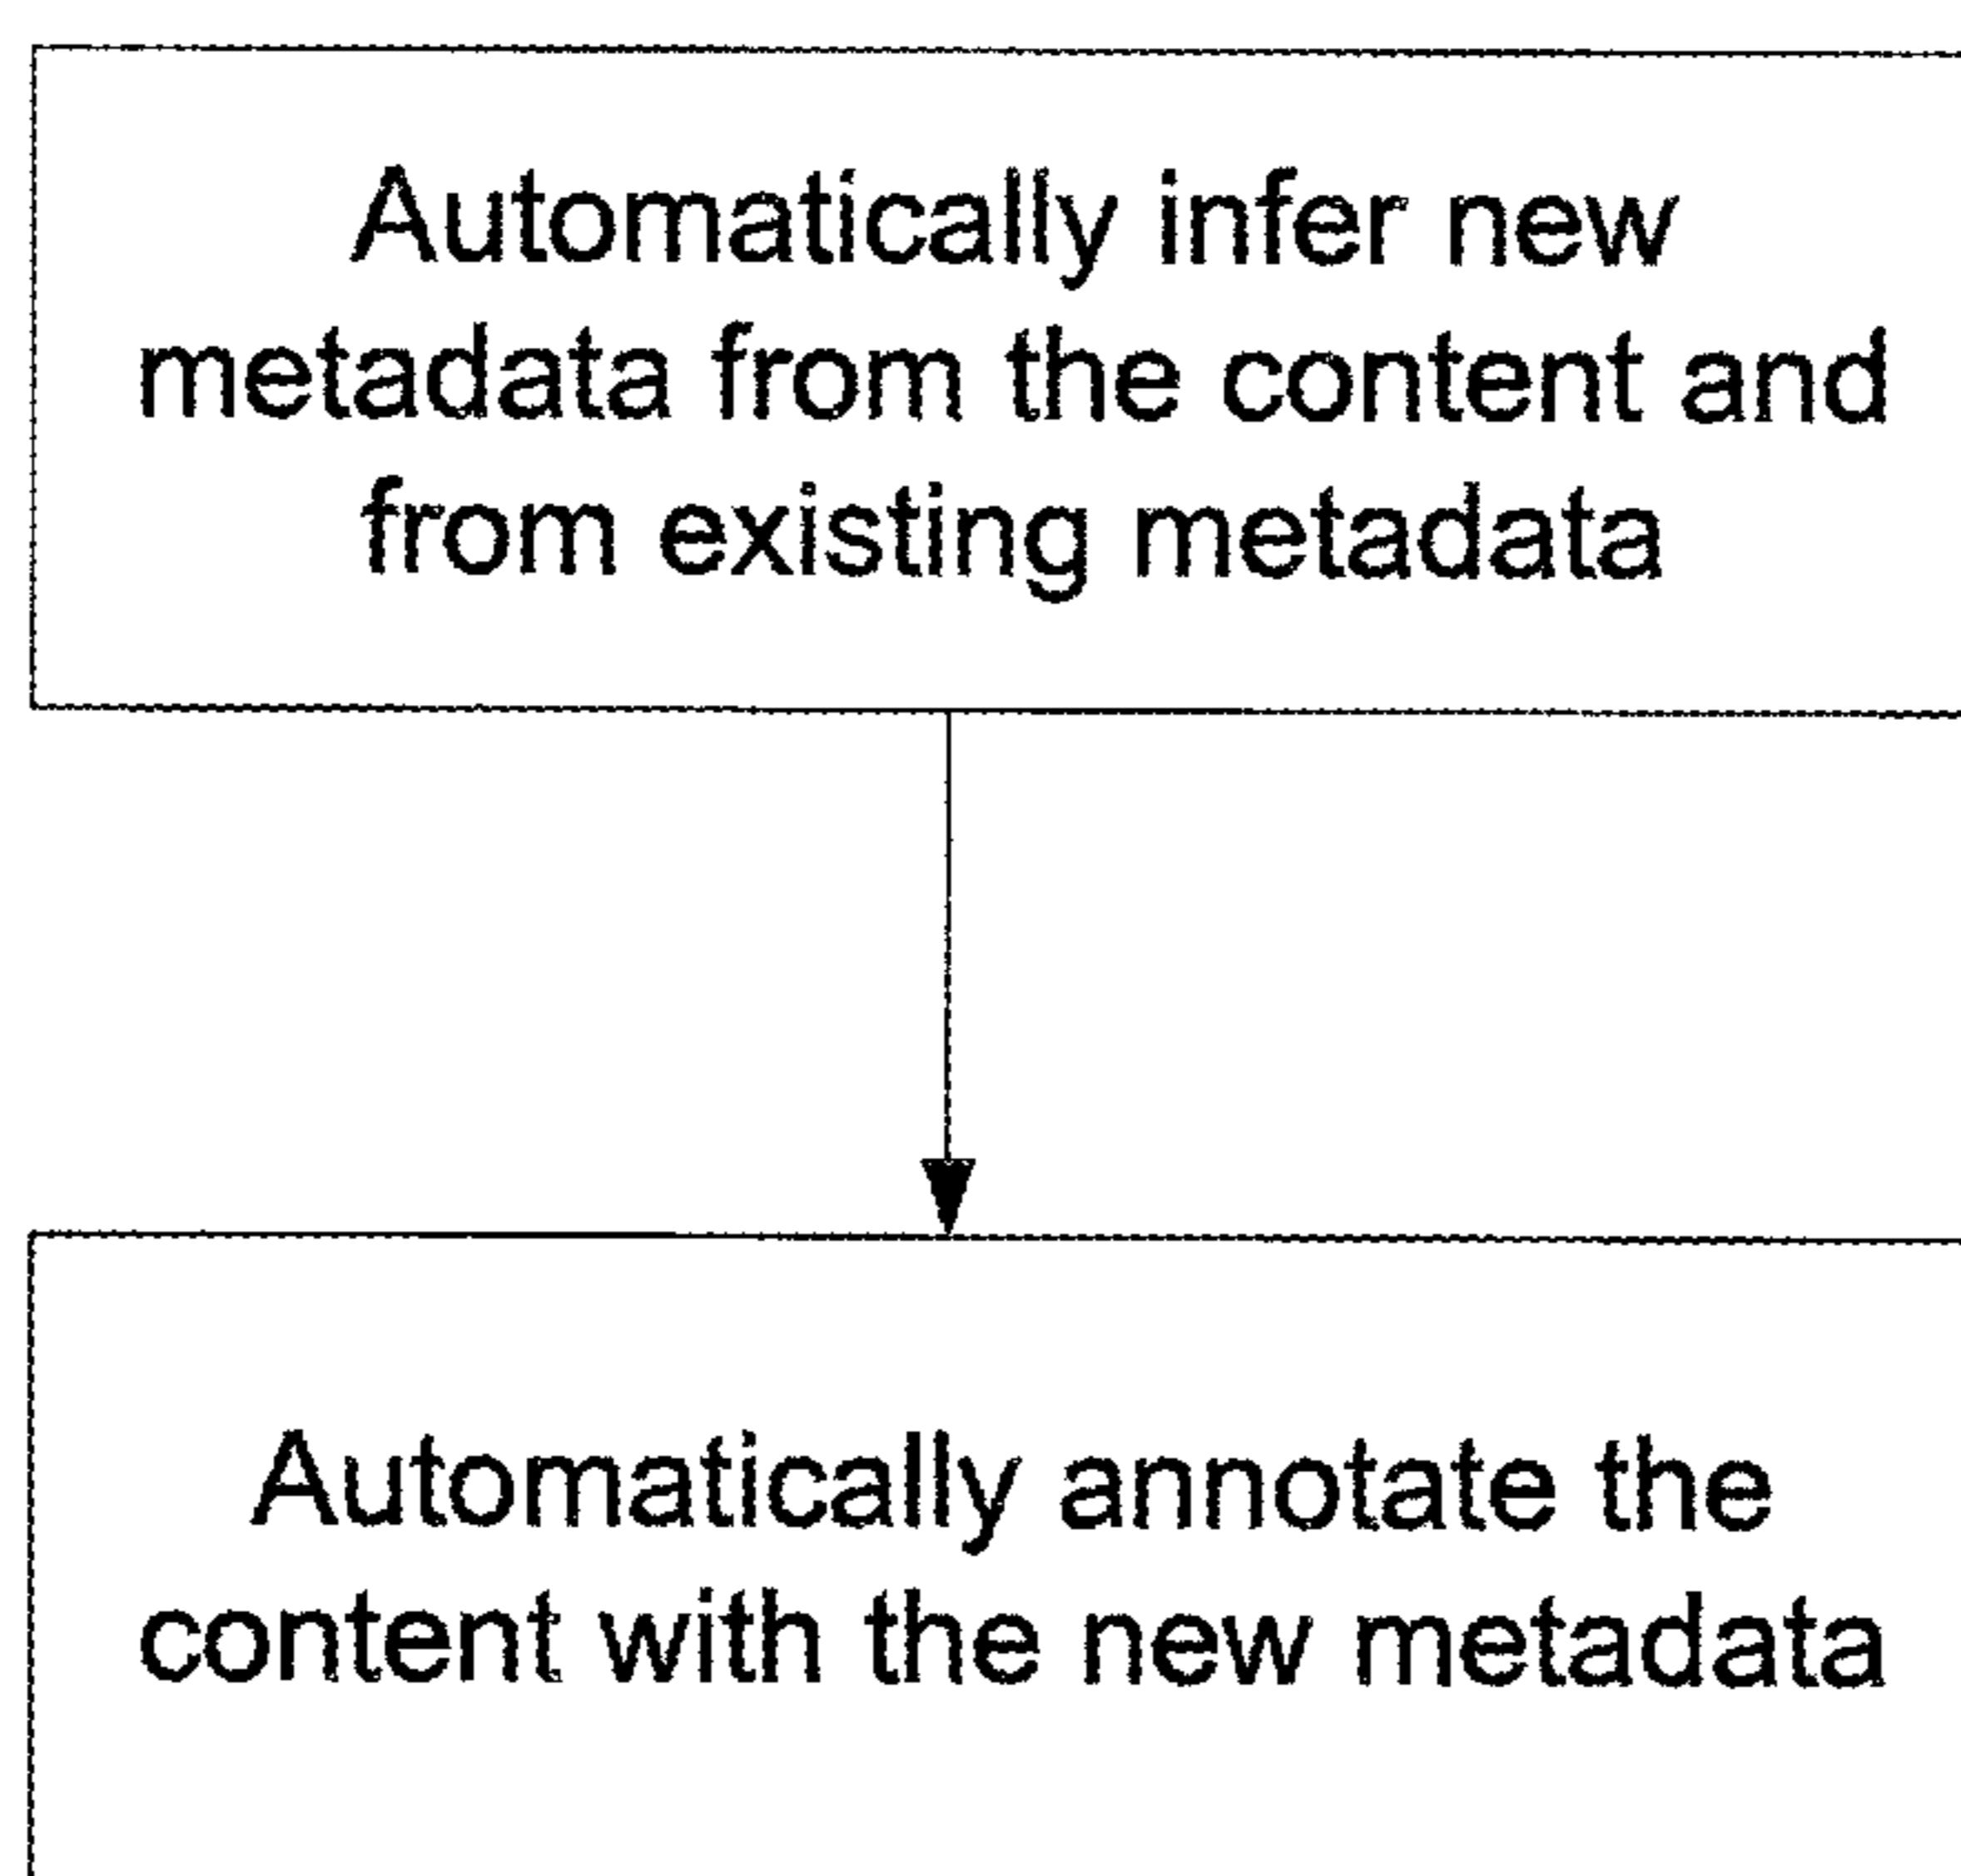 Automatically infer new
metadata from the content and
from existing metadata
Automatically annotate the
content with the new metadata